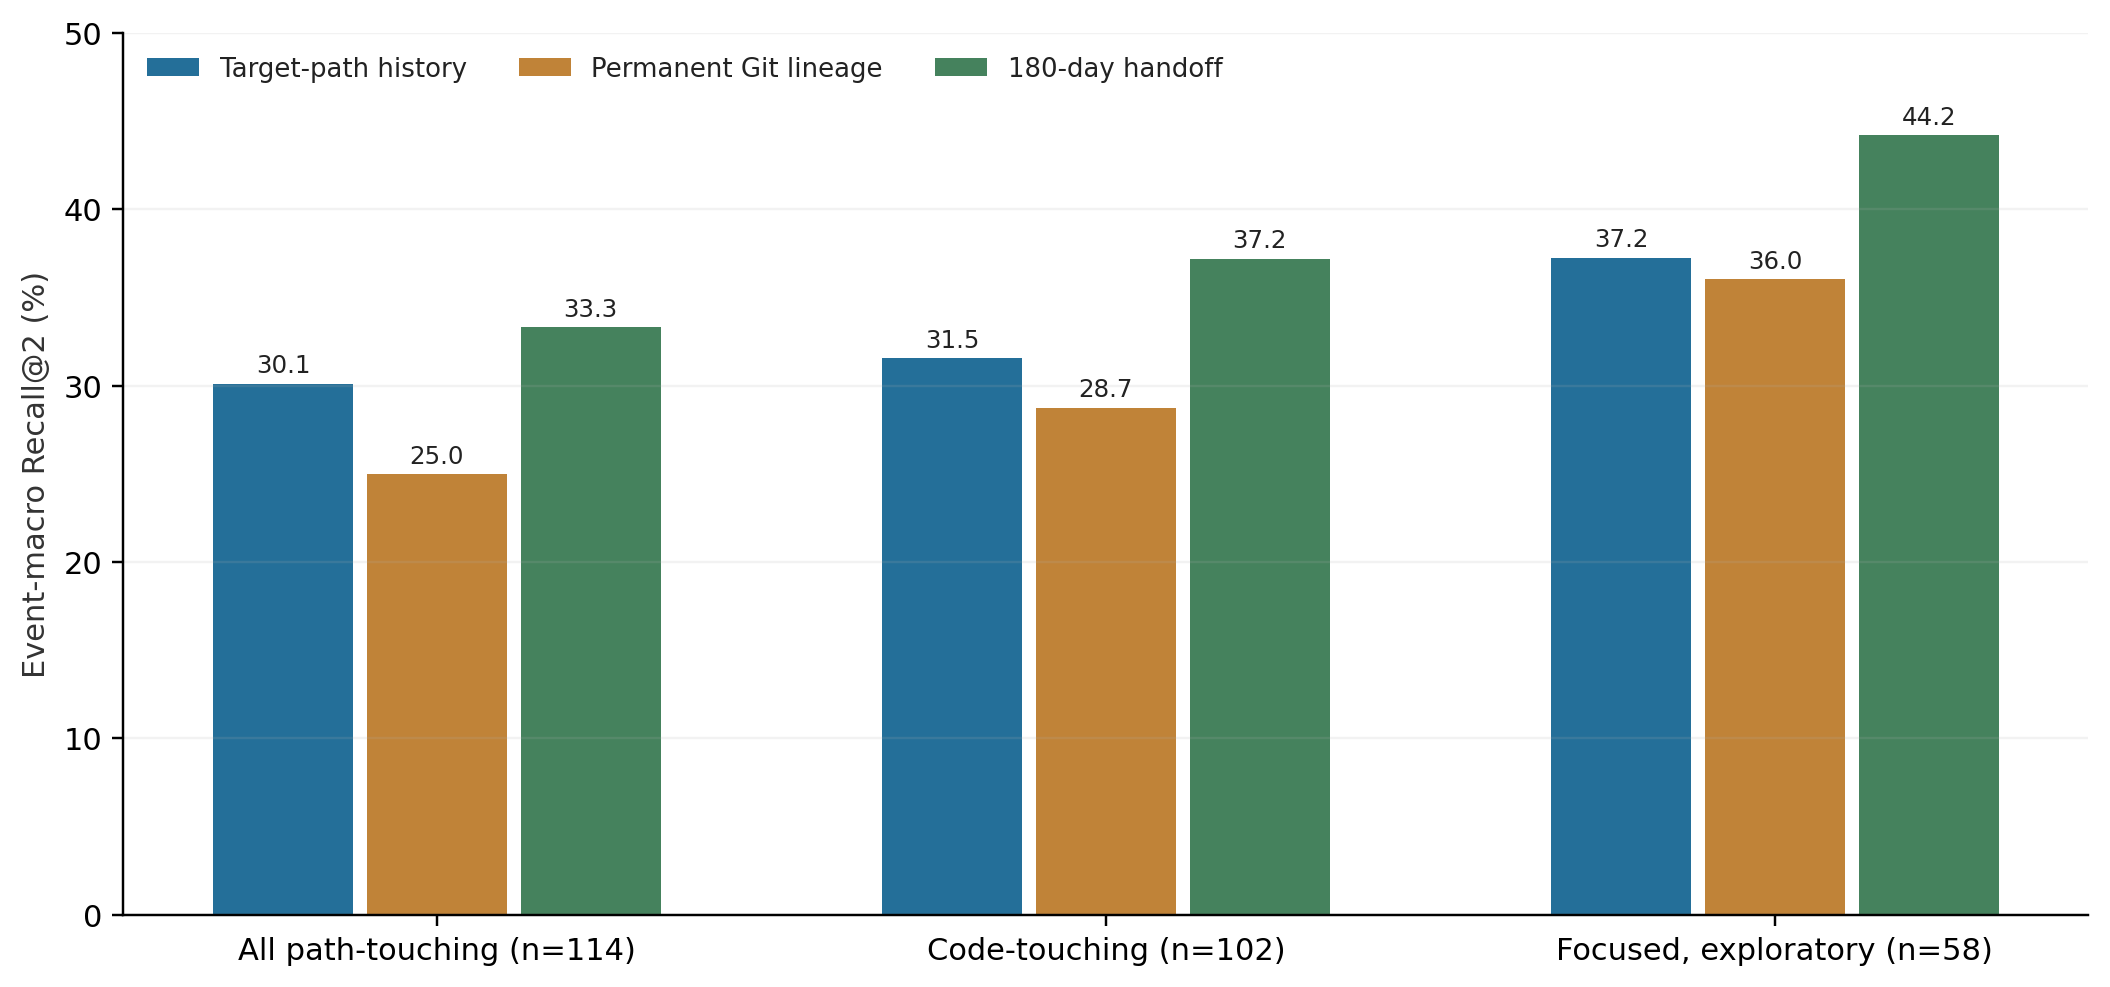 Target-path history
Permanent Git lineage
180-day handoff
Event-macro Recall@2 (%)
50
40
30
20
10
0
30.1
25.0
33.3
31.5
28.7
37.2
37.2
36.0
44.2
All path-touching (n=114)
Code-touching (n=102)
Focused, exploratory (n=58)